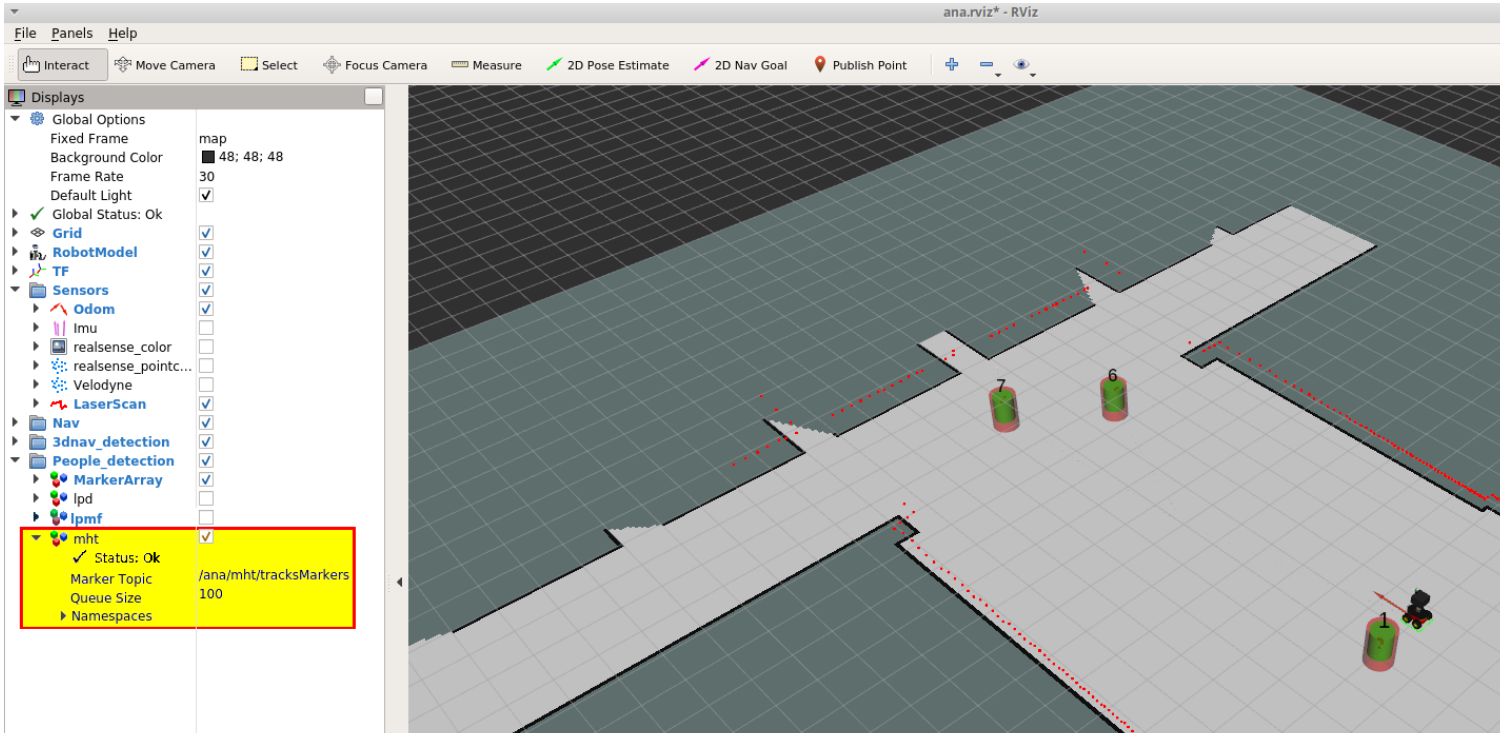 ana.rviz* - RViz
File Panels Help
Interact Move Camera Select Focus Camera Measure 2D Pose Estimate 2D Nav Goal Publish Point
Displays
Global Options
Fixed Frame map
Background Color 48; 48; 48
Frame Rate 30
Default Light
Global Status: Ok
Grid
RobotModel
TF
Sensors
Odom
Imu
realsense_color
realsense_pointc...
Velodyne
LaserScan
Nav
3dnav_detection
People_detection
MarkerArray
lpd
lpmf
mht
Status: Ok
Marker Topic /ana/mht/tracksMarkers
Queue Size 100
Namespaces
7
6
1